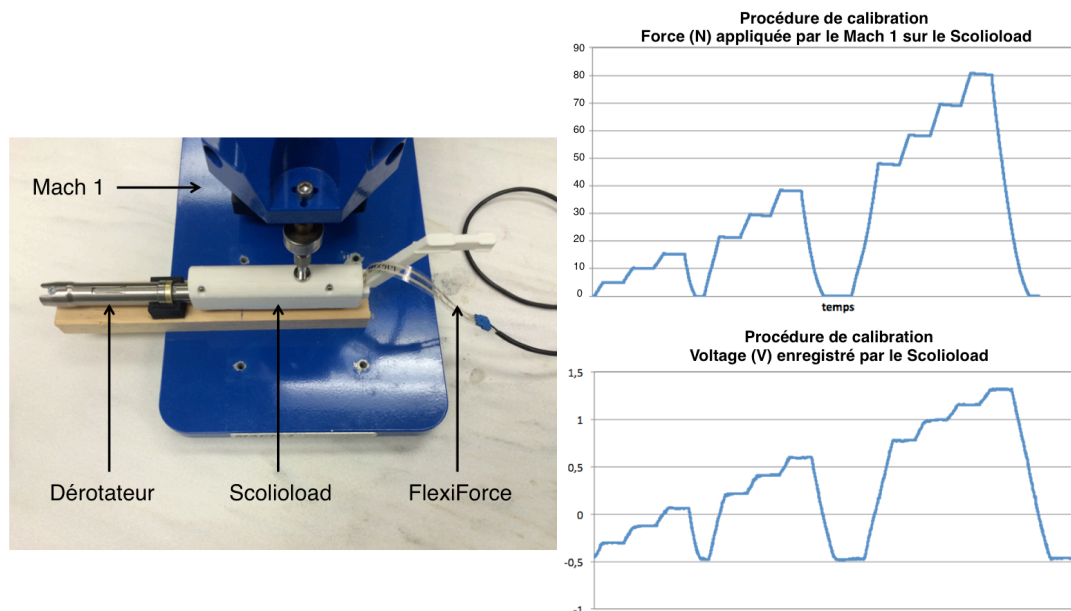 Mach 1
Dérotateur
Scolioload
FlexiForce
Procédure de calibration
Force (N) appliquée par le Mach 1 sur le Scolioload
90
80
70
60
50
40
30
20
10
0
temps
Procédure de calibration
Voltage (V) enregistré par le Scolioload
1,5
1
0,5
0
-0,5
-1